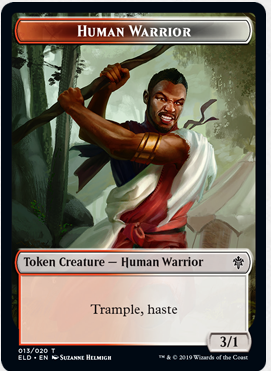 HUMAN WARRIOR
Token Creature — Human Warrior
Trample, haste
3/1
013/020 T
ELD • EN SUZANNE HELMIGH
™ & © 2019 Wizards of the Coast